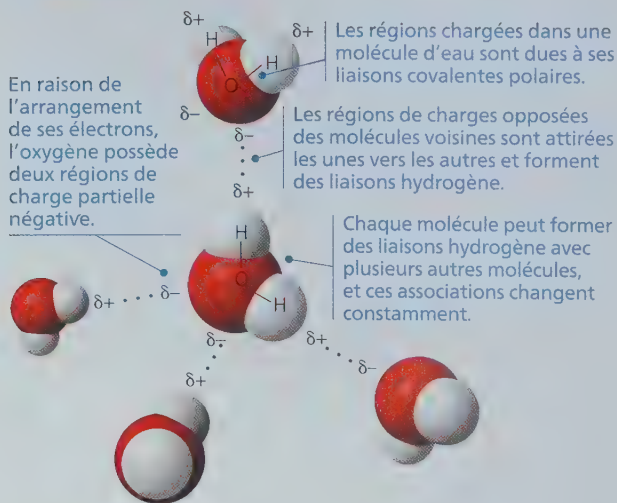 δ+
H
δ+
H
O
δ–
δ–
δ+
Les régions chargées dans une
molécule d'eau sont dues à ses
liaisons covalentes polaires.
En raison de
l'arrangement
de ses électrons,
l'oxygène possède
deux régions de
charge partielle
négative.
Les régions de charges opposées
des molécules voisines sont attirées
les unes vers les autres et forment
des liaisons hydrogène.
Chaque molécule peut former
des liaisons hydrogène avec
plusieurs autres molécules,
et ces associations changent
constamment.
H
O
H
δ+
δ–
δ–
δ+
δ+
δ–